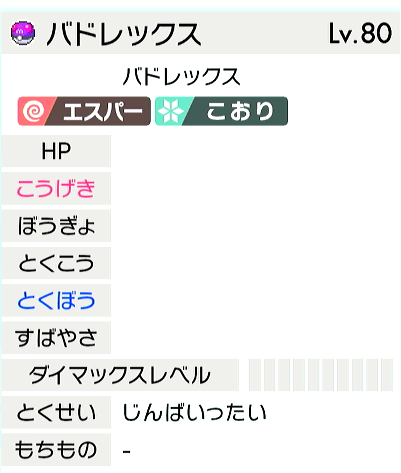 バドレックス Lv.80
バドレックス
エスパー こおり
HP
こうげき
ぼうぎょ
とくこう
とくぼう
すばやさ
ダイマックスレベル
とくせい じんばいったい
もちもの -